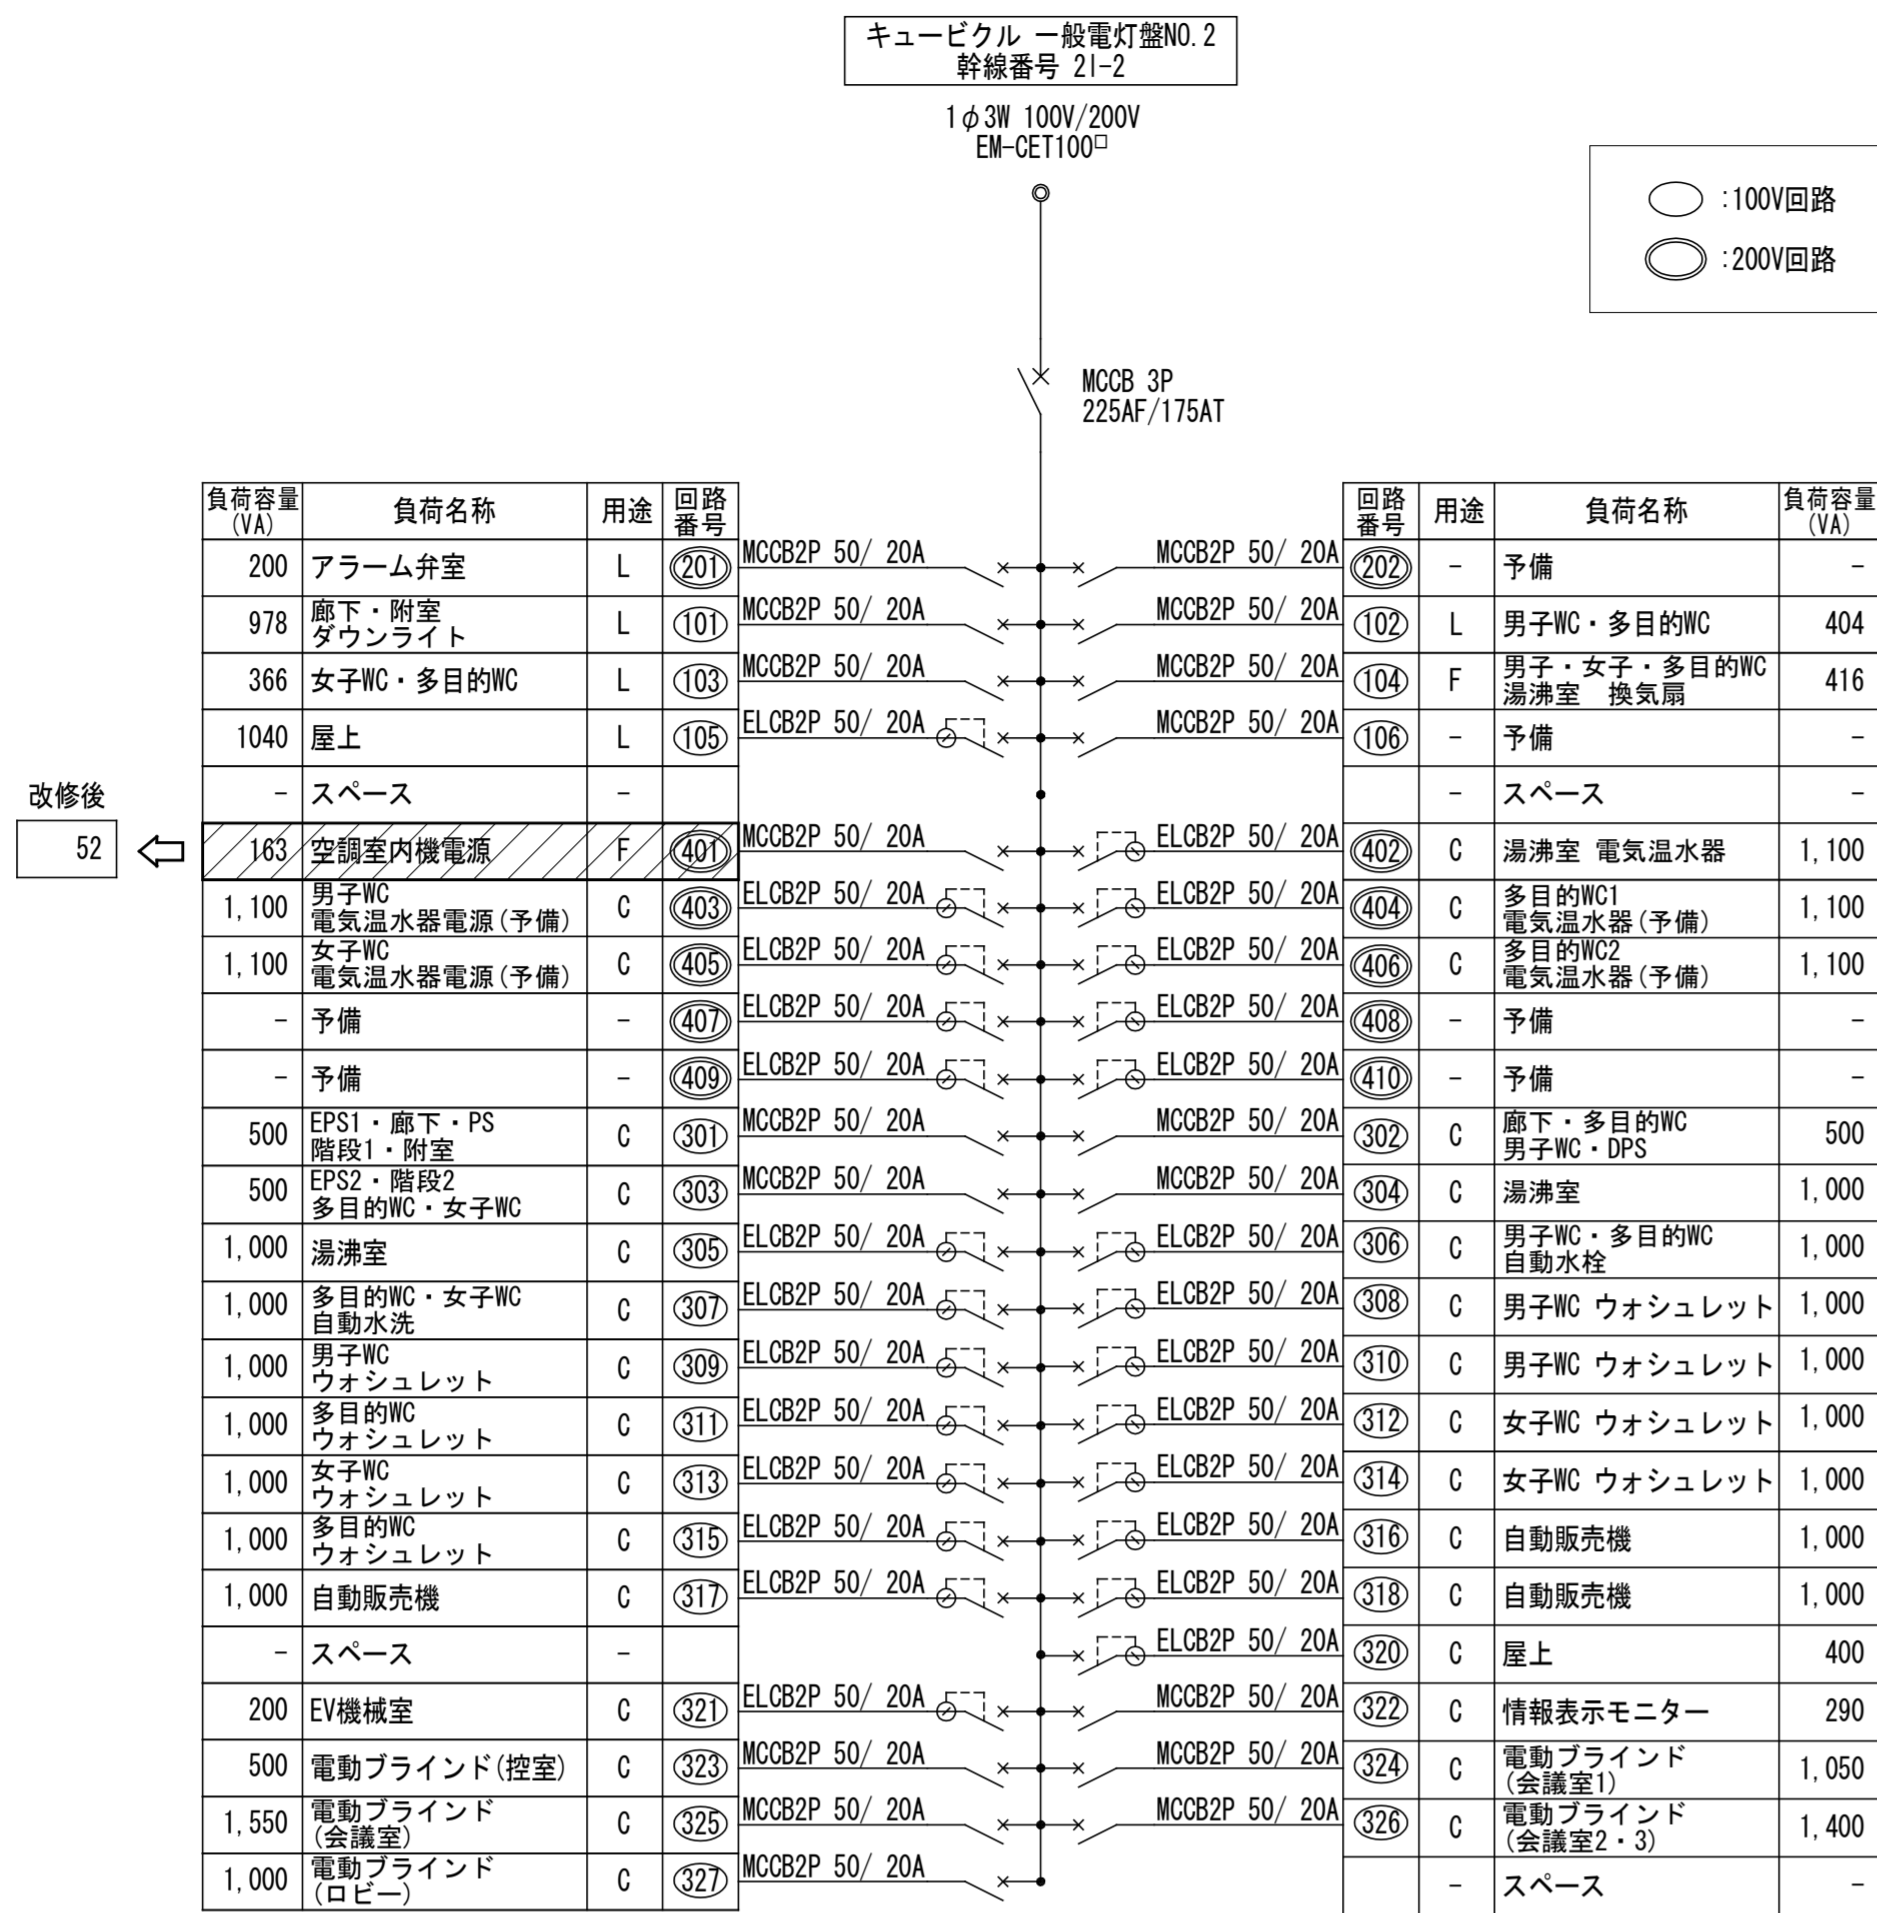 キュービクル 一般電灯盤NO.2
幹線番号 2l-2
1φ3W 100V/200V
EM-CET100□
:100V回路
:200V回路
MCCB 3P
225AF/175AT
負荷容量(VA) 負荷名称 用途 回路番号 回路番号 用途 負荷名称 負荷容量(VA)
200 アラーム弁室 L 201 MCCB2P 50/ 20A MCCB2P 50/ 20A 202 - 予備 -
978 廊下・附室 ダウンライト L 101 MCCB2P 50/ 20A MCCB2P 50/ 20A 102 L 男子WC・多目的WC 404
366 女子WC・多目的WC L 103 MCCB2P 50/ 20A MCCB2P 50/ 20A 104 F 男子・女子・多目的WC 湯沸室 換気扇 416
1040 屋上 L 105 ELCB2P 50/ 20A MCCB2P 50/ 20A 106 - 予備 -
- スペース - - スペース -
改修後
52
163 空調室内機電源 F 401 MCCB2P 50/ 20A ELCB2P 50/ 20A 402 C 湯沸室 電気温水器 1,100
1,100 男子WC 電気温水器電源(予備) C 403 ELCB2P 50/ 20A ELCB2P 50/ 20A 404 C 多目的WC1 電気温水器(予備) 1,100
1,100 女子WC 電気温水器電源(予備) C 405 ELCB2P 50/ 20A ELCB2P 50/ 20A 406 C 多目的WC2 電気温水器(予備) 1,100
- 予備 - 407 ELCB2P 50/ 20A ELCB2P 50/ 20A 408 - 予備 -
- 予備 - 409 ELCB2P 50/ 20A ELCB2P 50/ 20A 410 - 予備 -
500 EPS1・廊下・PS 階段1・附室 C 301 MCCB2P 50/ 20A MCCB2P 50/ 20A 302 C 廊下・多目的WC 男子WC・DPS 500
500 EPS2・階段2 多目的WC・女子WC C 303 MCCB2P 50/ 20A MCCB2P 50/ 20A 304 C 湯沸室 1,000
1,000 湯沸室 C 305 ELCB2P 50/ 20A ELCB2P 50/ 20A 306 C 男子WC・多目的WC 自動水栓 1,000
1,000 多目的WC・女子WC 自動水洗 C 307 ELCB2P 50/ 20A ELCB2P 50/ 20A 308 C 男子WC ウォシュレット 1,000
1,000 男子WC ウォシュレット C 309 ELCB2P 50/ 20A ELCB2P 50/ 20A 310 C 男子WC ウォシュレット 1,000
1,000 多目的WC ウォシュレット C 311 ELCB2P 50/ 20A ELCB2P 50/ 20A 312 C 女子WC ウォシュレット 1,000
1,000 女子WC ウォシュレット C 313 ELCB2P 50/ 20A ELCB2P 50/ 20A 314 C 女子WC ウォシュレット 1,000
1,000 多目的WC ウォシュレット C 315 ELCB2P 50/ 20A ELCB2P 50/ 20A 316 C 自動販売機 1,000
1,000 自動販売機 C 317 ELCB2P 50/ 20A ELCB2P 50/ 20A 318 C 自動販売機 1,000
- スペース - ELCB2P 50/ 20A 320 C 屋上 400
200 EV機械室 C 321 ELCB2P 50/ 20A MCCB2P 50/ 20A 322 C 情報表示モニター 290
500 電動ブラインド(控室) C 323 MCCB2P 50/ 20A MCCB2P 50/ 20A 324 C 電動ブラインド (会議室1) 1,050
1,550 電動ブラインド (会議室) C 325 MCCB2P 50/ 20A MCCB2P 50/ 20A 326 C 電動ブラインド (会議室2・3) 1,400
1,000 電動ブラインド (ロビー) C 327 MCCB2P 50/ 20A - スペース -